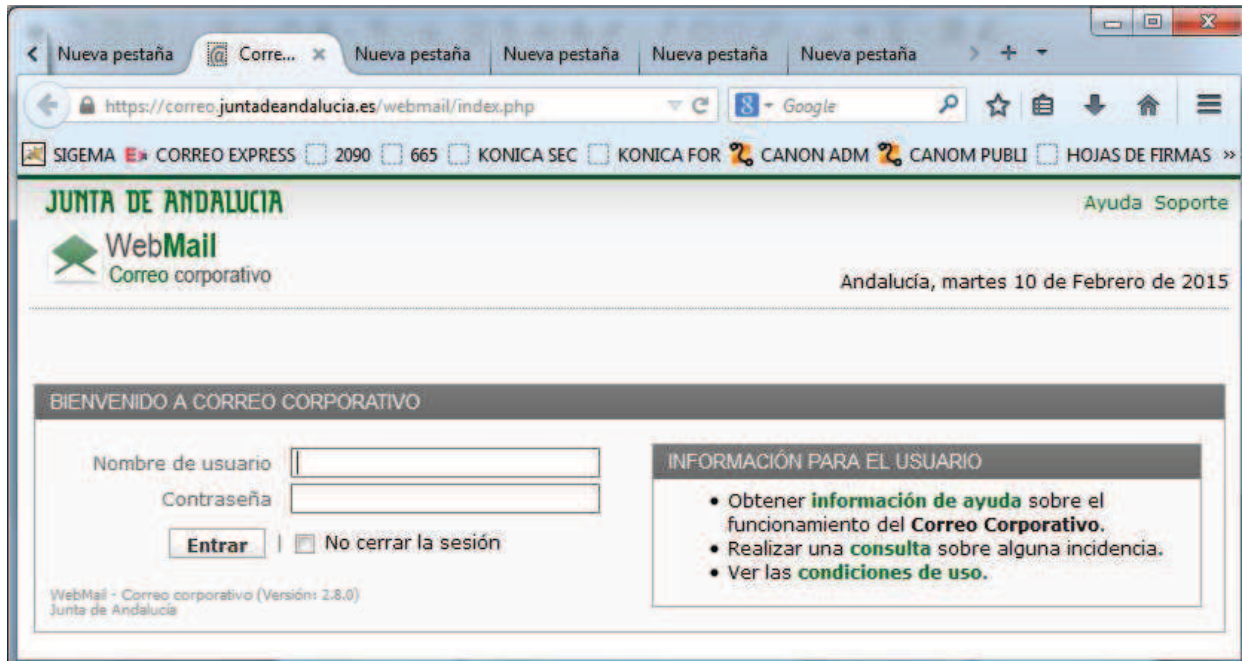 Nueva pestaña Corre... Nueva pestaña Nueva pestaña Nueva pestaña Nueva pestaña
https://correo.juntadeandalucia.es/webmail/index.php Google
SIGEMA CORREO EXPRESS 2090 665 KONICA SEC KONICA FOR CANON ADM CANOM PUBLI HOJAS DE FIRMAS »
JUNTA DE ANDALUCIA
Ayuda Soporte
WebMail
Correo corporativo
Andalucía, martes 10 de Febrero de 2015
BIENVENIDO A CORREO CORPORATIVO
Nombre de usuario
Contraseña
Entrar | No cerrar la sesión
WebMail - Correo corporativo (Versión: 2.8.0)
Junta de Andalucía
INFORMACIÓN PARA EL USUARIO
• Obtener información de ayuda sobre el
funcionamiento del Correo Corporativo.
• Realizar una consulta sobre alguna incidencia.
• Ver las condiciones de uso.